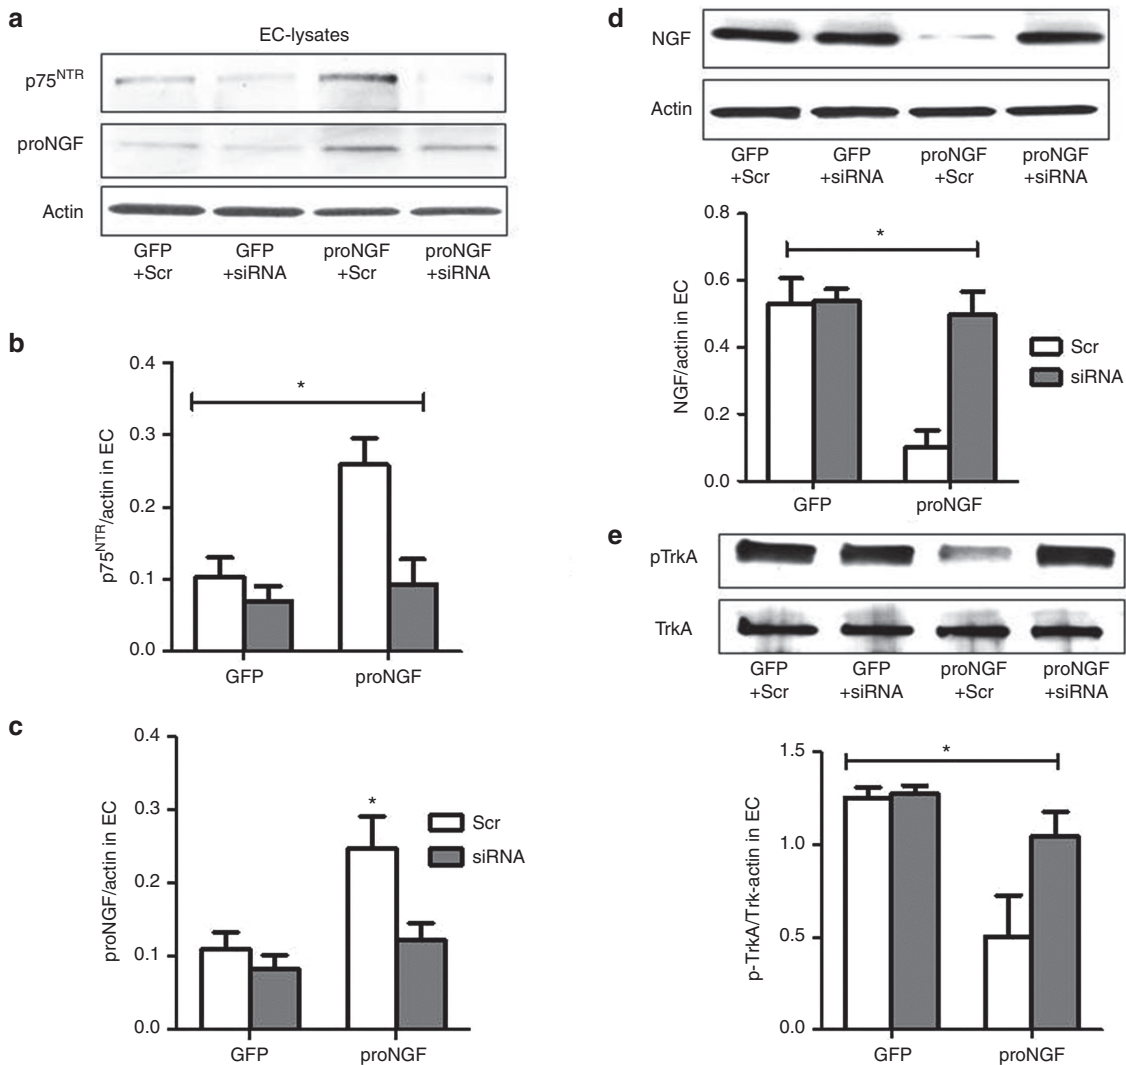 a
EC-lysates
p75NTR
proNGF
Actin
GFP GFP proNGF proNGF
+Scr +siRNA +Scr +siRNA
b
0.4
*
0.3
0.2
0.1
0.0
p75NTR/actin in EC
GFP proNGF
c
0.4
*
0.3
0.2
0.1
0.0
proNGF/actin in EC
Scr
siRNA
GFP proNGF
d
NGF
Actin
GFP GFP proNGF proNGF
+Scr +siRNA +Scr +siRNA
0.8
*
0.6
0.4
0.2
0.0
NGF/actin in EC
Scr
siRNA
GFP proNGF
e
pTrkA
TrkA
GFP GFP proNGF proNGF
+Scr +siRNA +Scr +siRNA
1.5
*
1.0
0.5
0.0
p-TrkA/Trk-actin in EC
GFP proNGF